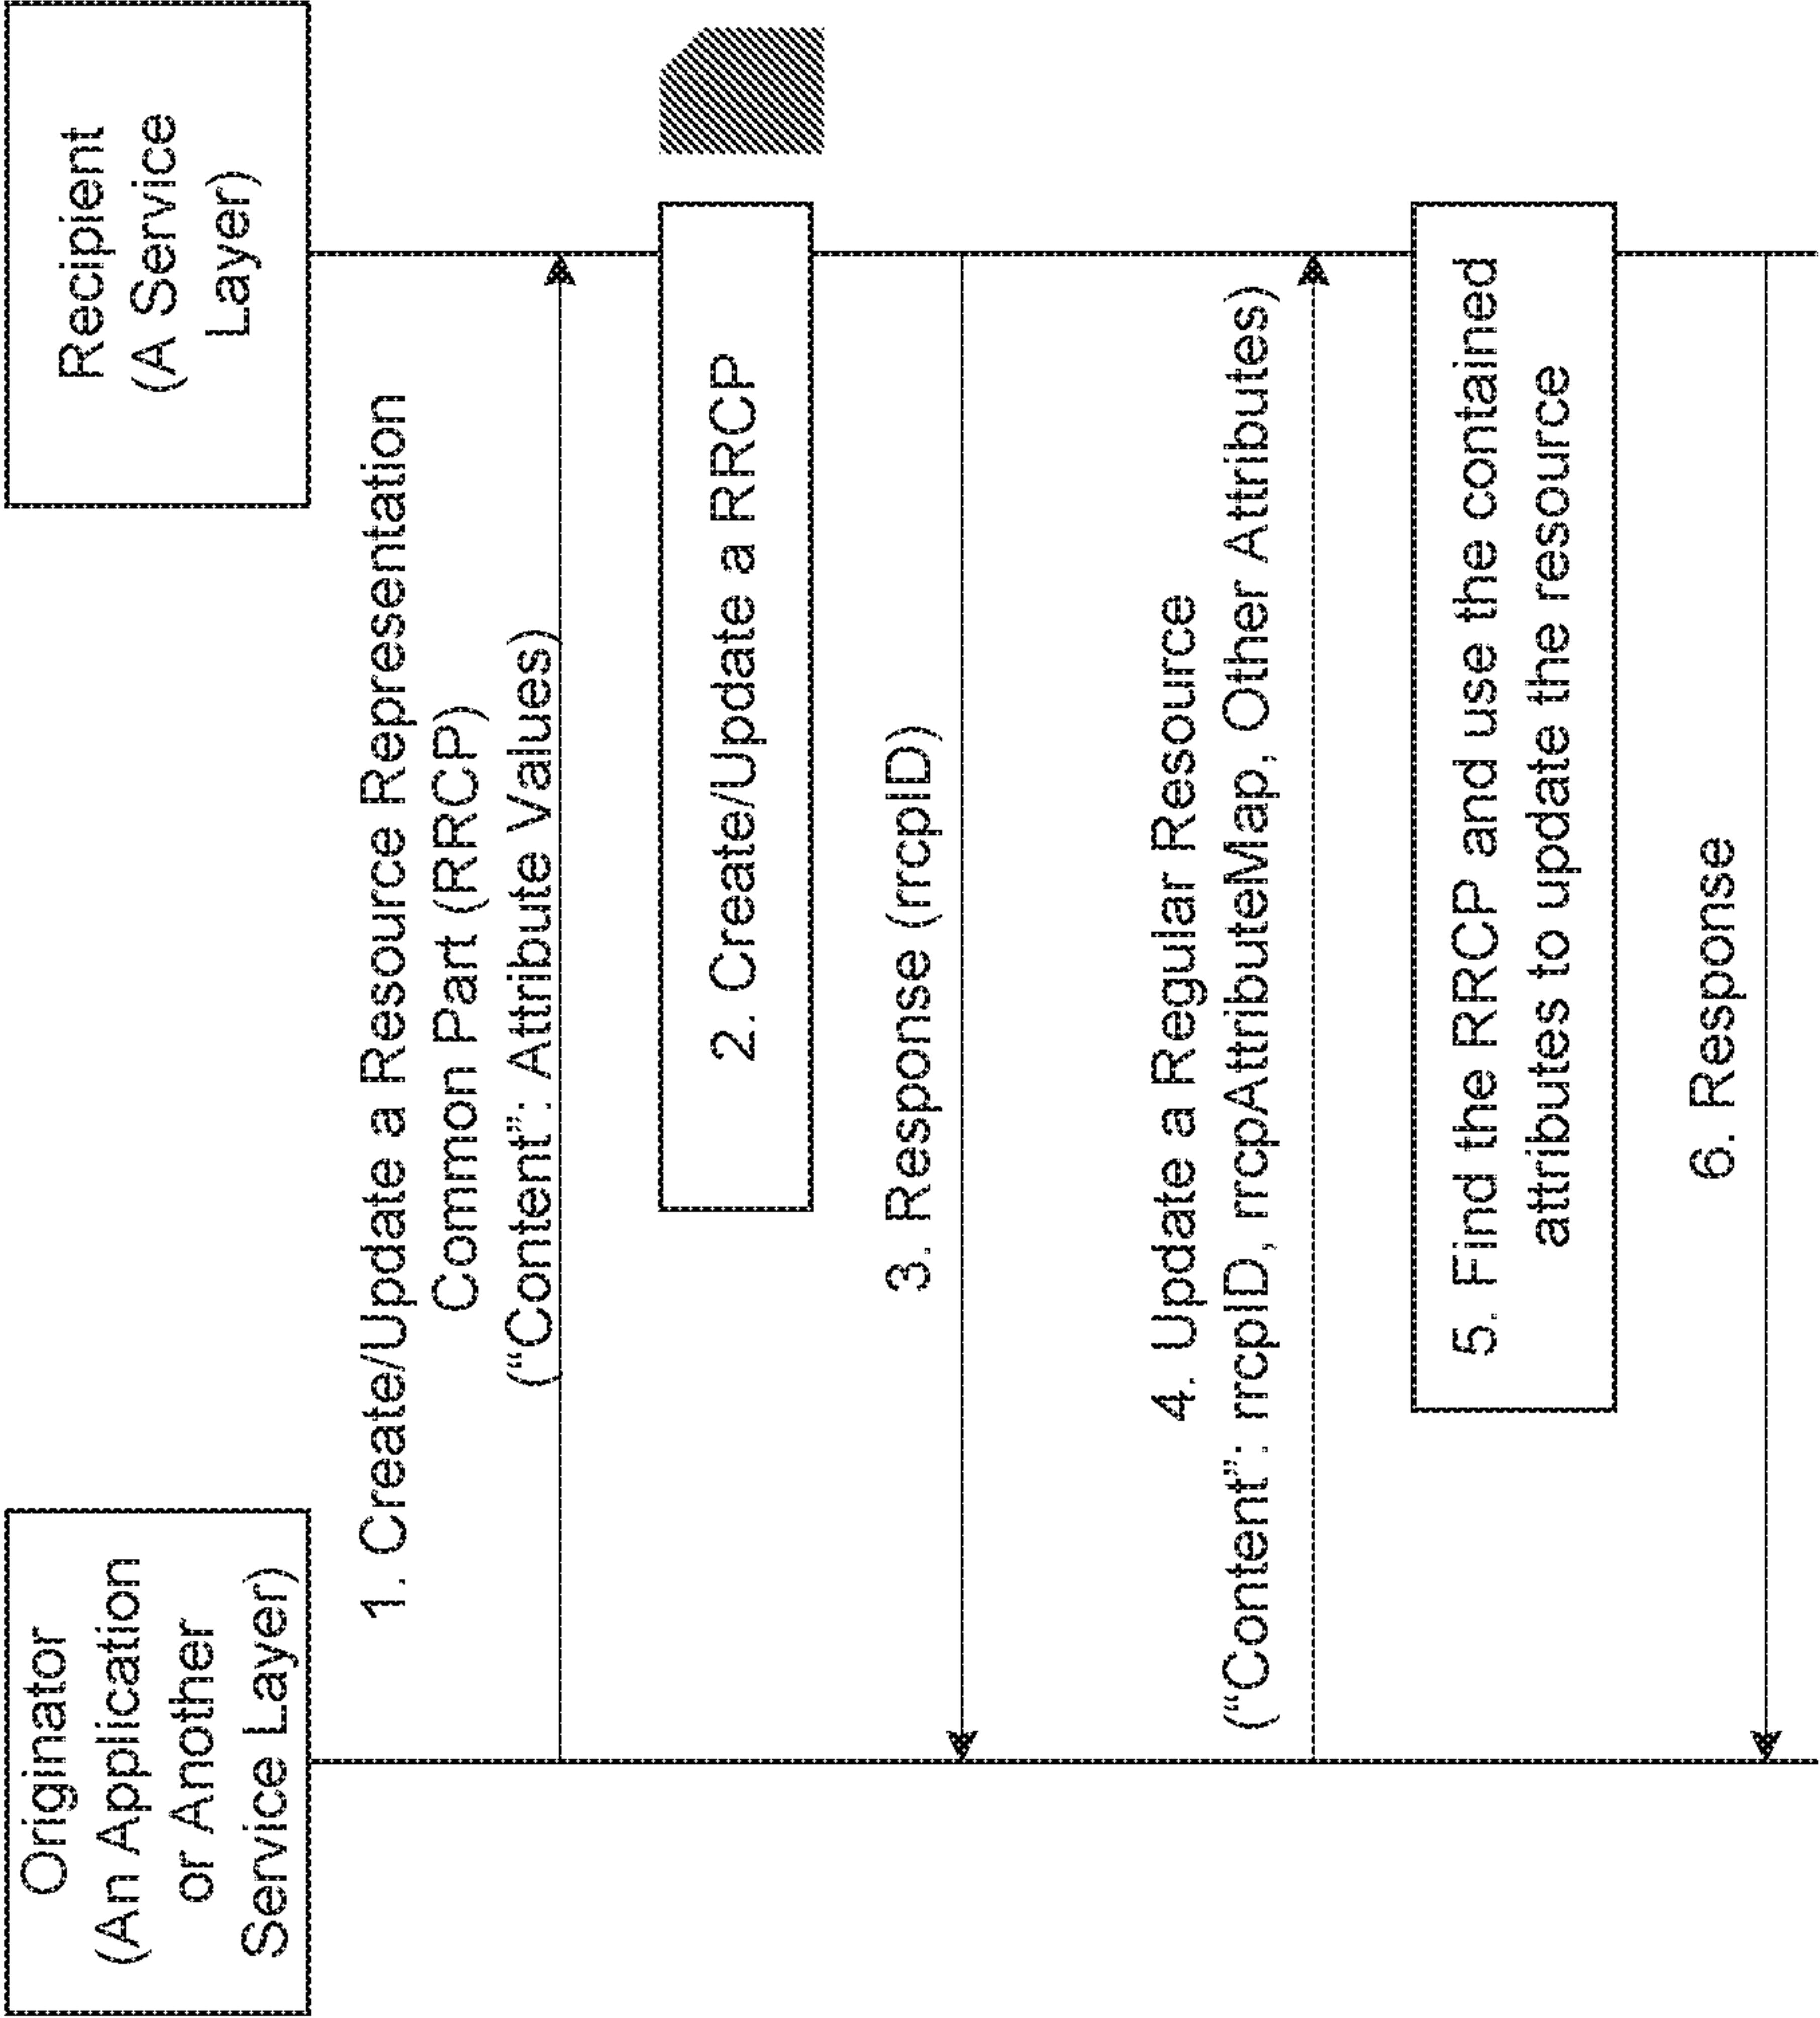 Originator
(An Application
or Another
Service Layer)
Recipient
(A Service
Layer)
1. Create/Update a Resource Representation
Common Part (RRCP)
(“Content”: Attribute Values)
2. Create/Update a RRCP
3. Response (rrcpID)
4. Update a Regular Resource
(“Content”: rrcpID, rrcpAttributeMap, Other Attributes)
5. Find the RRCP and use the contained
attributes to update the resource
6. Response